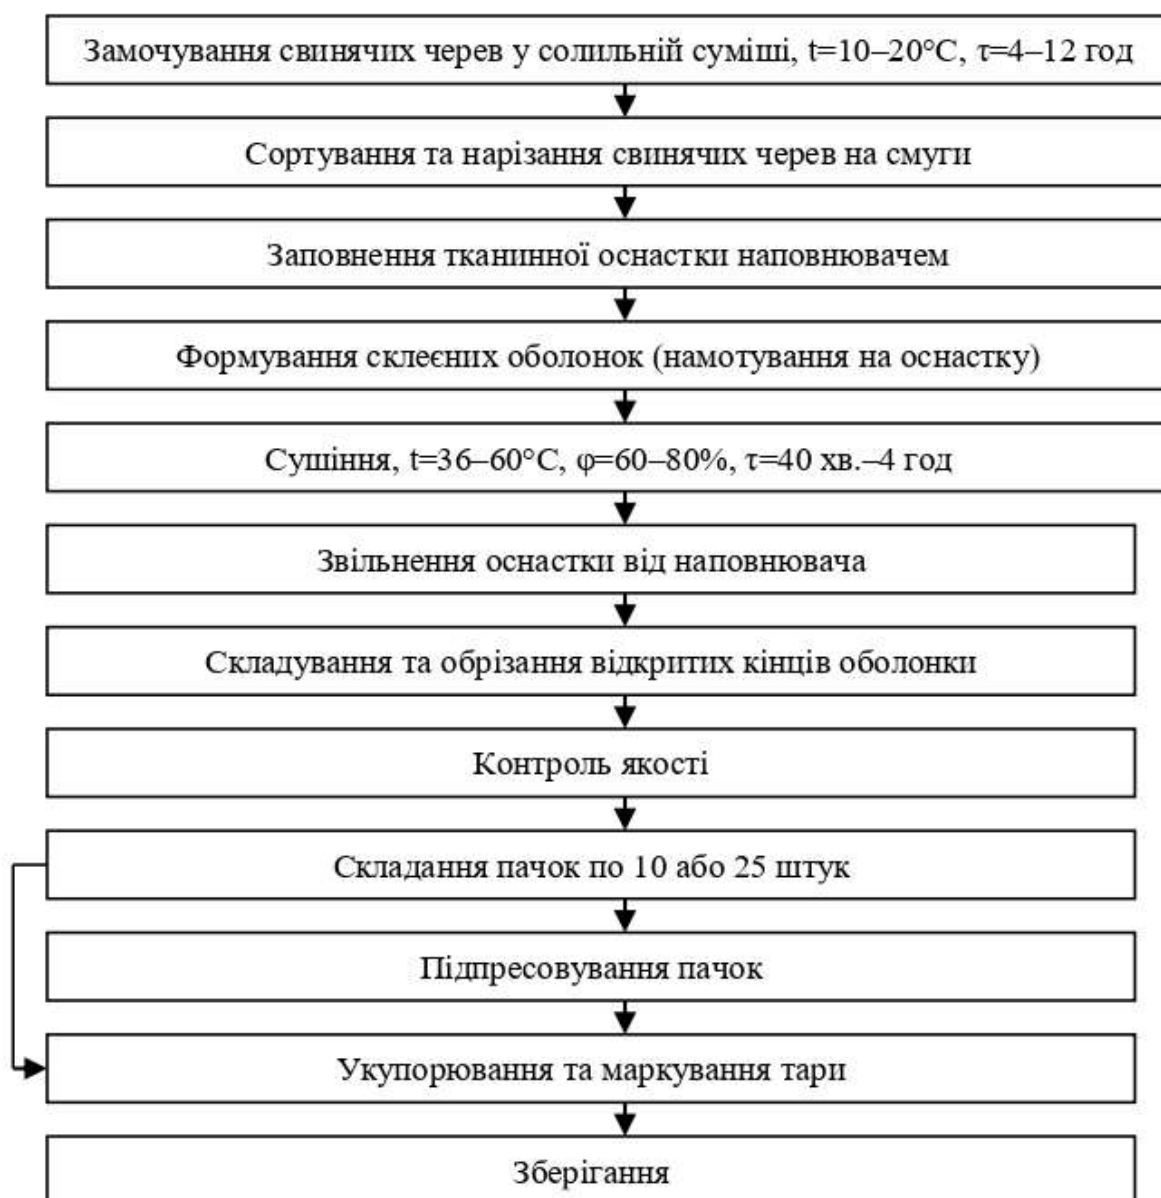 Замочування свинячих черев у солильній суміші, t=10–20°C, τ=4–12 год
Сортування та нарізання свинячих черев на смуги
Заповнення тканинної оснастки наповнювачем
Формування склеєних оболонок (намотування на оснастку)
Сушіння, t=36–60°C, φ=60–80%, τ=40 хв.–4 год
Звільнення оснастки від наповнювача
Складування та обрізання відкритих кінців оболонки
Контроль якості
Складання пачок по 10 або 25 штук
Підпресовування пачок
Укупорювання та маркування тари
Зберігання